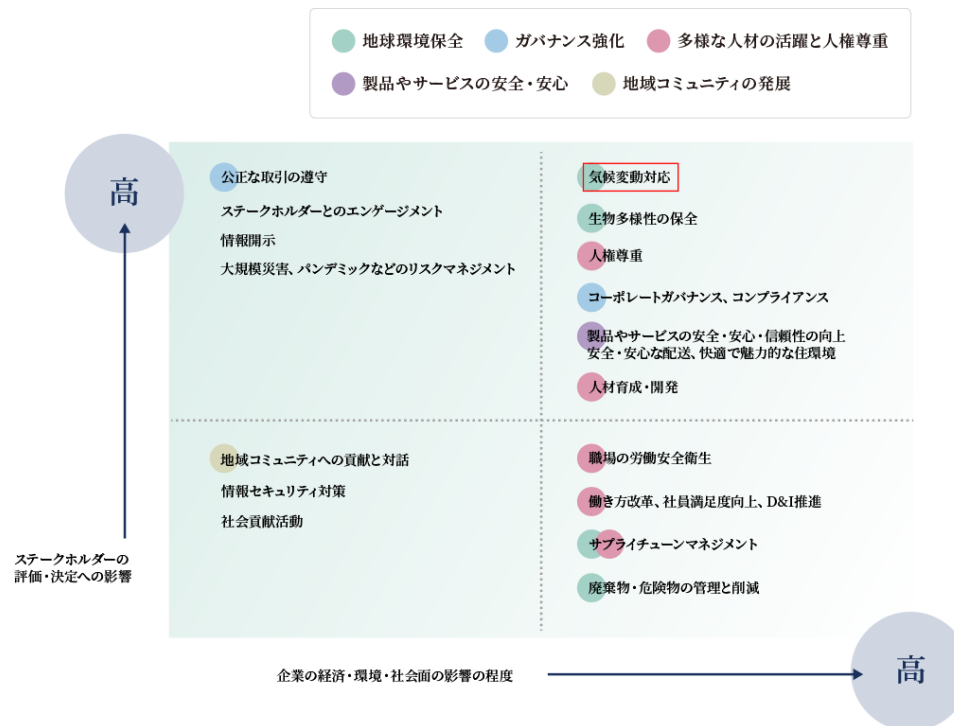 地球環境保全
ガバナンス強化
多様な人材の活躍と人権尊重
製品やサービスの安全・安心
地域コミュニティの発展
高
公正な取引の遵守
ステークホルダーとのエンゲージメント
情報開示
大規模災害、パンデミックなどのリスクマネジメント
気候変動対応
生物多様性の保全
人権尊重
コーポレートガバナンス、コンプライアンス
製品やサービスの安全・安心・信頼性の向上
安全・安心な配送、快適で魅力的な住環境
人材育成・開発
地域コミュニティへの貢献と対話
情報セキュリティ対策
社会貢献活動
職場の労働安全衛生
働き方改革、社員満足度向上、D&I推進
サプライチューンマネジメント
廃棄物・危険物の管理と削減
ステークホルダーの
評価・決定への影響
企業の経済・環境・社会面の影響の程度
高